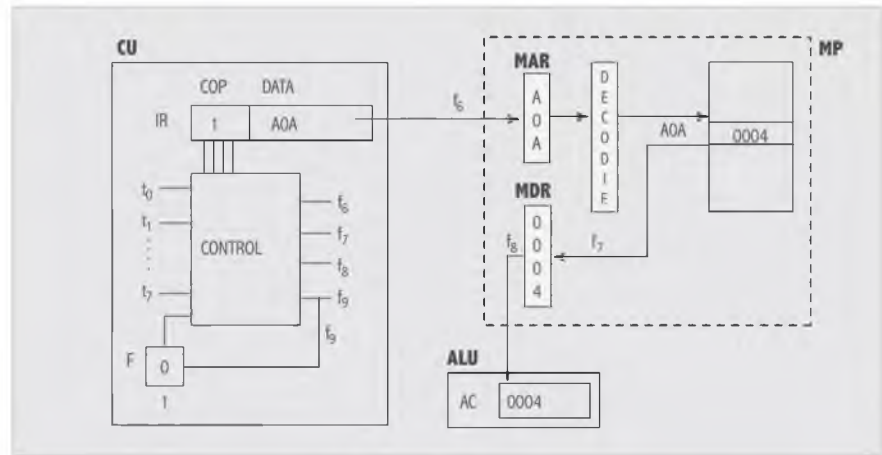 CU
COP DATA
IR 1 A0A
t0
t1
t7
CONTROL
f6
f7
f8
f9
f9
F 0
1
f6
MP
MAR
A
0
A
D
E
C
O
D
I
F
A0A
0004
MDR
0
0
0
4
f8
f7
ALU
AC 0004